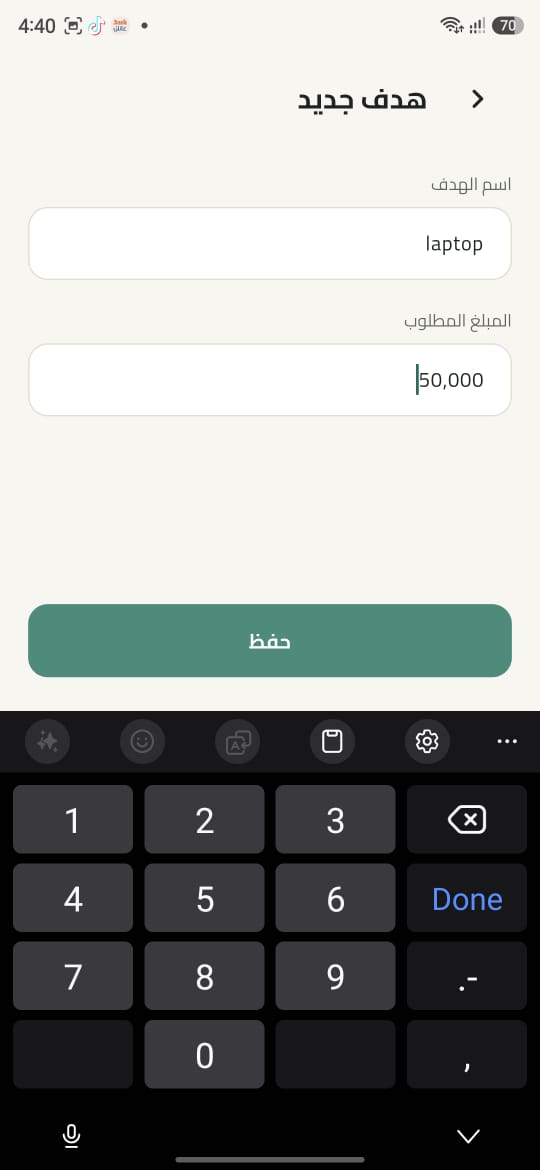 4:40
70
هدف جديد
اسم الهدف
laptop
المبلغ المطلوب
50,000
حفظ
1 2 3
4 5 6 Done
7 8 9 .-
0 ,